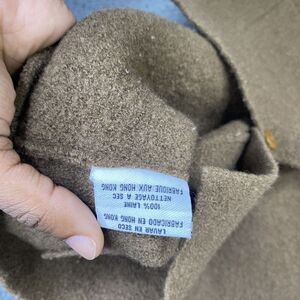 LAVAR EN SECO
FABRICADO EN HONG KONG
100% LAINE
NETTOYAGE A SEC
FABRIQUE AUX HONG KONG